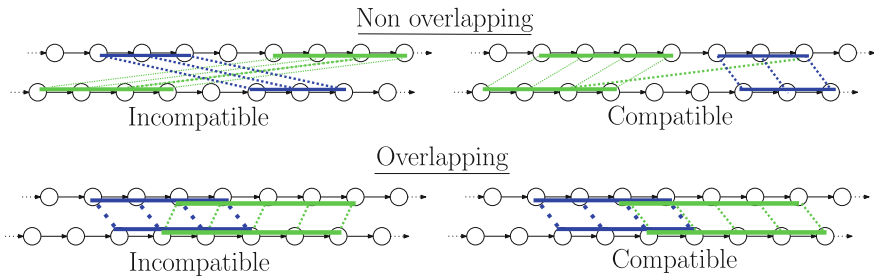 Non overlapping
Incompatible
Compatible
Overlapping
Incompatible
Compatible